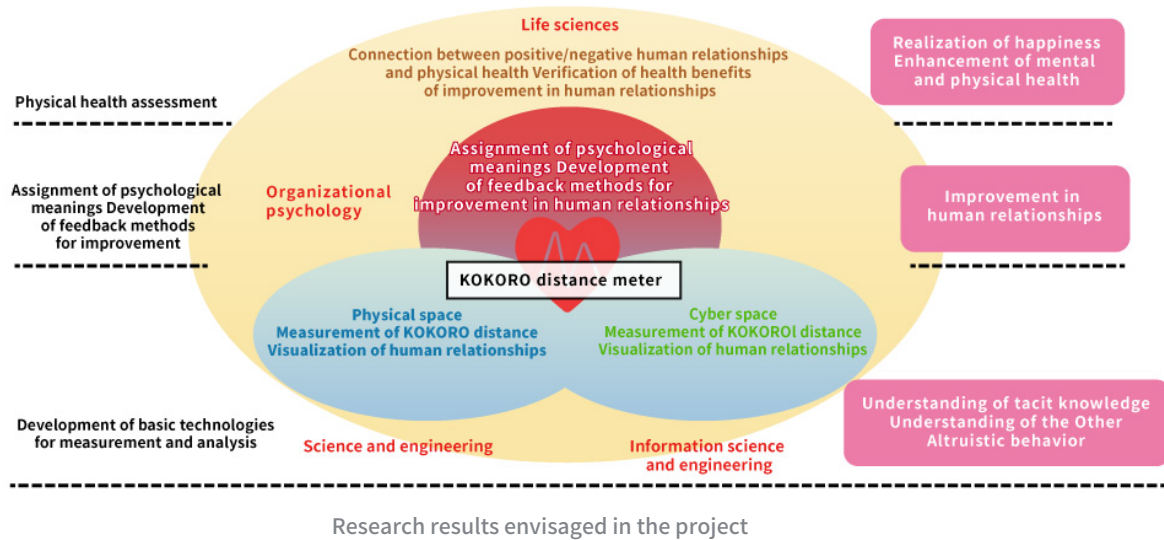 Life sciences
Connection between positive/negative human relationships
and physical health Verification of health benefits
of improvement in human relationships
Realization of happiness
Enhancement of mental
and physical health
Physical health assessment
Assignment of psychological
meanings Development
of feedback methods for
improvement in human relationships
Assignment of psychological
meanings Development
of feedback methods
for improvement
Organizational
psychology
Improvement in
human relationships
KOKORO distance meter
Physical space
Measurement of KOKORO distance
Visualization of human relationships
Cyber space
Measurement of KOKOROl distance
Visualization of human relationships
Development of basic technologies
for measurement and analysis
Science and engineering
Information science
and engineering
Understanding of tacit knowledge
Understanding of the Other
Altruistic behavior
Research results envisaged in the project